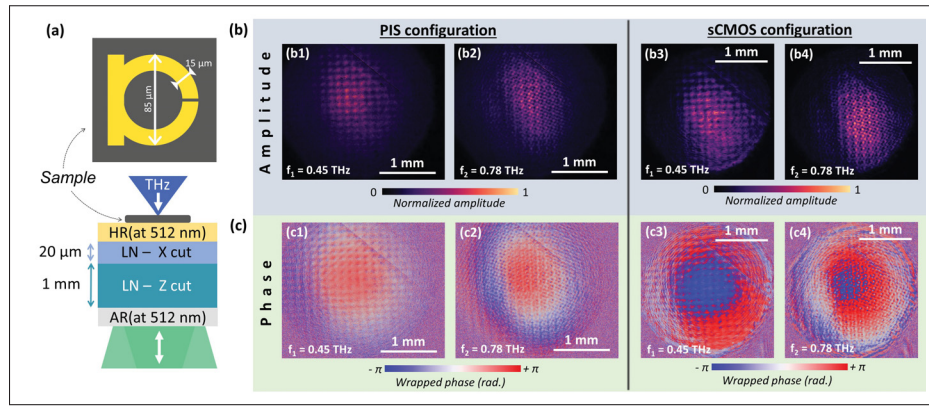 (a)
15 μm
85 μm
Sample
THz
HR(at 512 nm)
20 μm
LN – X cut
1 mm
LN – Z cut
AR(at 512 nm)
(b)
PIS configuration
sCMOS configuration
Amplitude
(b1)
f₁ = 0.45 THz
1 mm
(b2)
f₂ = 0.78 THz
1 mm
(b3)
1 mm
f₁ = 0.45 THz
(b4)
1 mm
f₂ = 0.78 THz
0 1
Normalized amplitude
0 1
Normalized amplitude
(c)
Phase
(c1)
f₁ = 0.45 THz
1 mm
(c2)
f₂ = 0.78 THz
1 mm
(c3)
1 mm
f₁ = 0.45 THz
(c4)
1 mm
f₂ = 0.78 THz
- π + π
Wrapped phase (rad.)
- π + π
Wrapped phase (rad.)